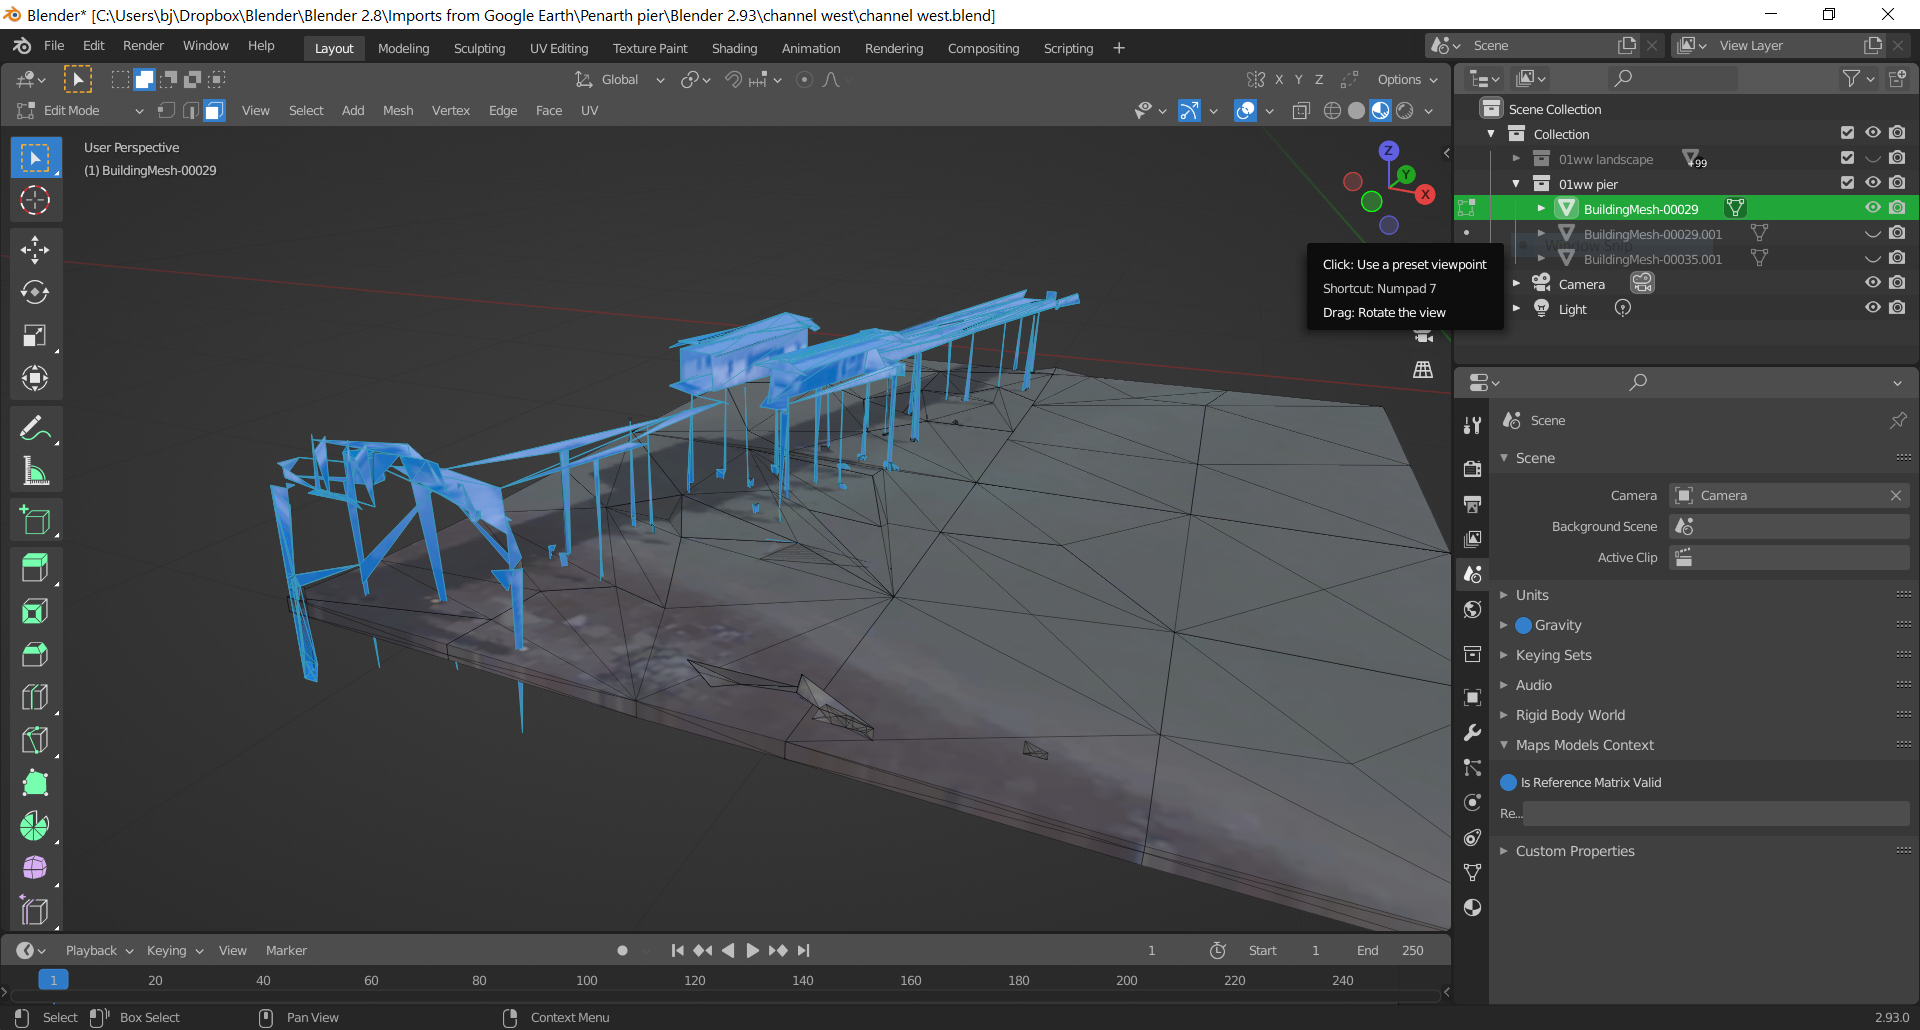 Blender* [C:\Users\bj\Dropbox\Blender\Blender 2.8\Imports from Google Earth\Penarth pier\Blender 2.93\channel west\channel west.blend]
File Edit Render Window Help Layout Modeling Sculpting UV Editing Texture Paint Shading Animation Rendering Compositing Scripting + Scene View Layer
Global X Y Z Options
Edit Mode View Select Add Mesh Vertex Edge Face UV
User Perspective
(1) BuildingMesh-00029
Z
Y
X
Click: Use a preset viewpoint
Shortcut: Numpad 7
Drag: Rotate the view
Scene Collection
Collection
01ww landscape +99
01ww pier
BuildingMesh-00029
BuildingMesh-00029.001
Window Snip
BuildingMesh-00035.001
Camera
Light
Scene
Scene
Camera Camera
Background Scene
Active Clip
Units
Gravity
Keying Sets
Audio
Rigid Body World
Maps Models Context
Is Reference Matrix Valid
Re...
Custom Properties
Playback Keying View Marker 1 Start 1 End 250
1 20 40 60 80 100 120 140 160 180 200 220 240
Select Box Select Pan View Context Menu 2.93.0